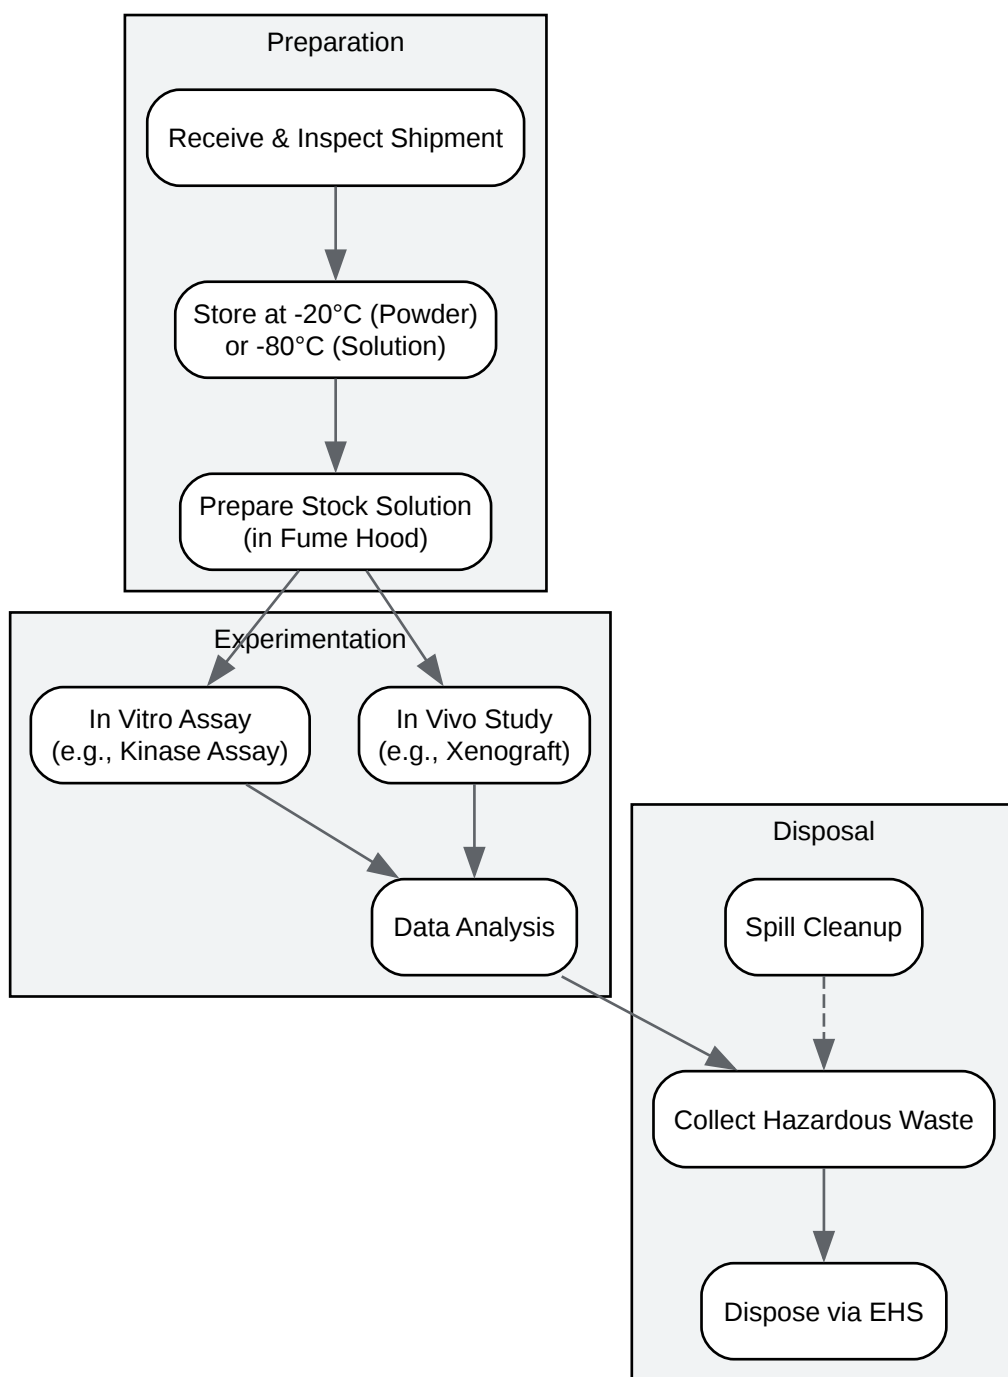 Preparation
Receive & Inspect Shipment
Store at -20°C (Powder)
or -80°C (Solution)
Prepare Stock Solution
(in Fume Hood)
Experimentation
In Vitro Assay
(e.g., Kinase Assay)
In Vivo Study
(e.g., Xenograft)
Data Analysis
Disposal
Spill Cleanup
Collect Hazardous Waste
Dispose via EHS